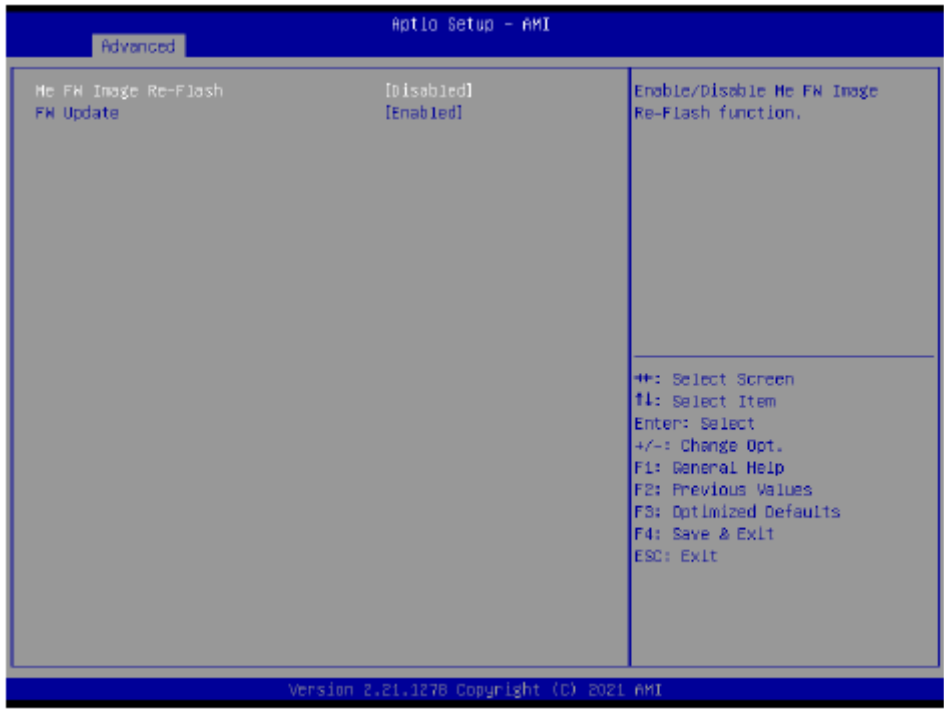 Aptio Setup - AMI
Advanced
Me FW Image Re-Flash [Disabled]
FW Update [Enabled]
Enable/Disable Me FW Image
Re-Flash function.
→←: Select Screen
↑↓: Select Item
Enter: Select
+/-: Change Opt.
F1: General Help
F2: Previous Values
F3: Optimized Defaults
F4: Save & Exit
ESC: Exit
Version 2.21.1278 Copyright (C) 2021 AMI